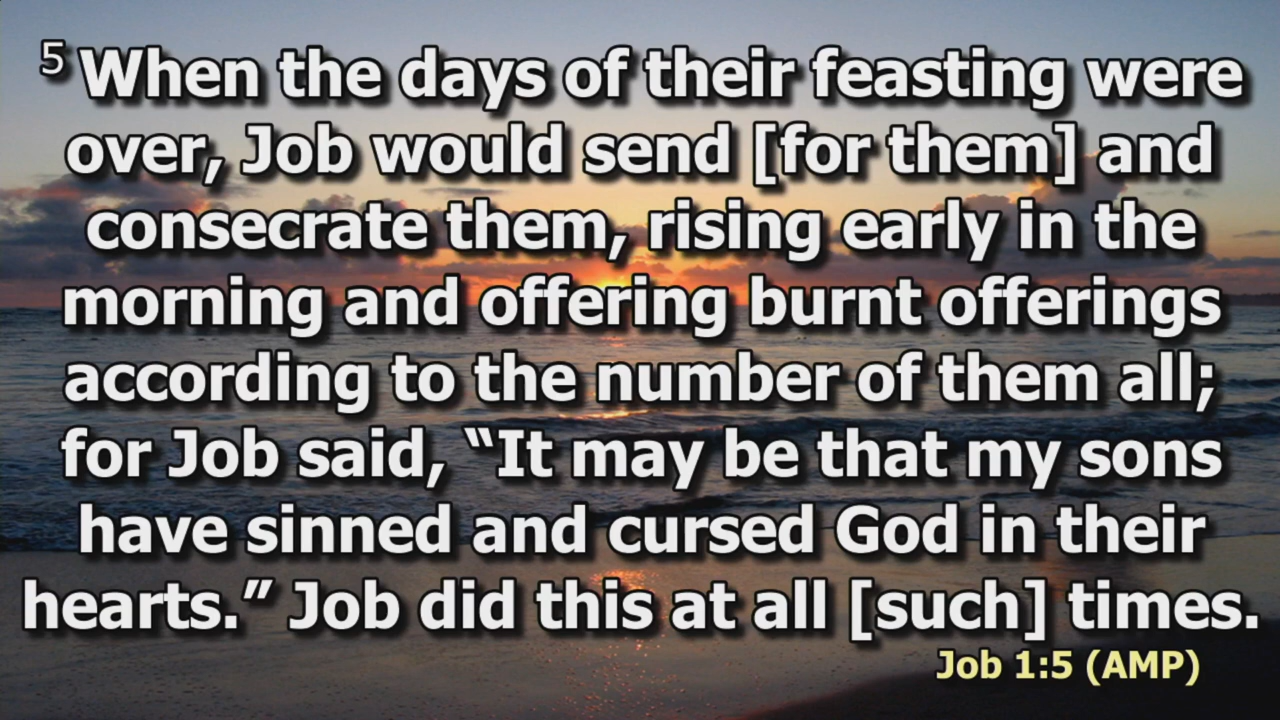 5 When the days of their feasting were
over, Job would send [for them] and
consecrate them, rising early in the
morning and offering burnt offerings
according to the number of them all;
for Job said, “It may be that my sons
have sinned and cursed God in their
hearts.” Job did this at all [such] times.
Job 1:5 (AMP)